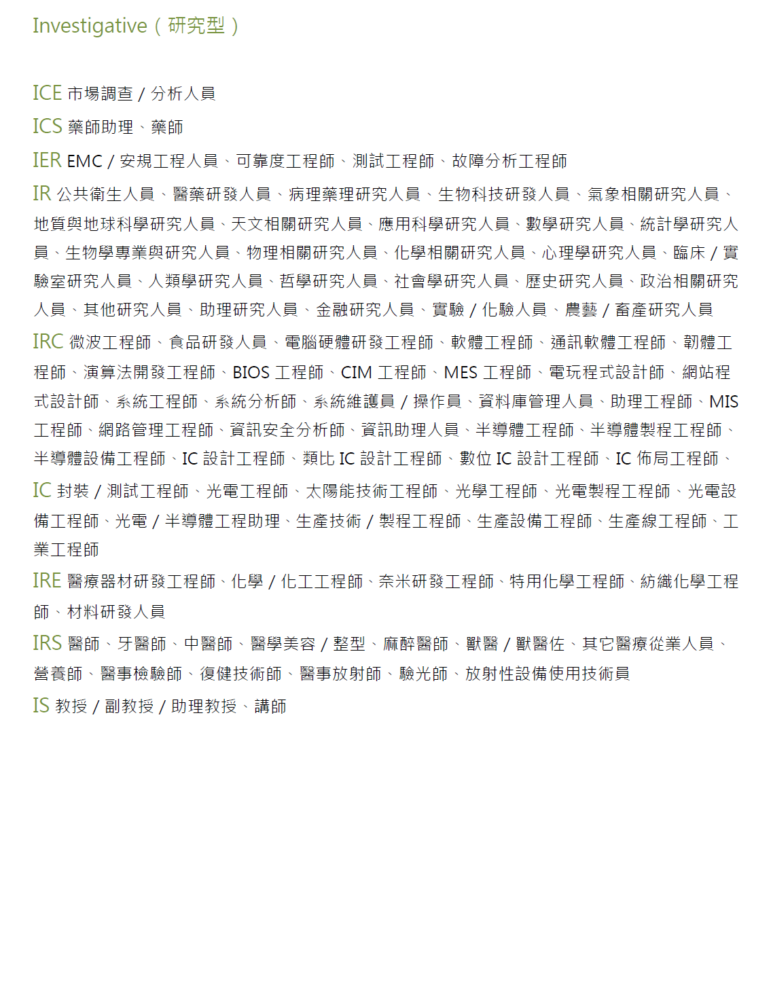 Investigative（研究型）
ICE 市場調查 / 分析人員
ICS 藥師助理、藥師
IER EMC / 安規工程人員、可靠度工程師、測試工程師、故障分析工程師
IR 公共衛生人員、醫藥研發人員、病理藥理研究人員、生物科技研發人員、氣象相關研究人員、
地質與地球科學研究人員、天文相關研究人員、應用科學研究人員、數學研究人員、統計學研究人
員、生物學專業與研究人員、物理相關研究人員、化學相關研究人員、心理學研究人員、臨床 / 實
驗室研究人員、人類學研究人員、哲學研究人員、社會學研究人員、歷史研究人員、政治相關研究
人員、其他研究人員、助理研究人員、金融研究人員、實驗 / 化驗人員、農藝 / 畜產研究人員
IRC 微波工程師、食品研發人員、電腦硬體研發工程師、軟體工程師、通訊軟體工程師、韌體工
程師、演算法開發工程師、BIOS 工程師、CIM 工程師、MES 工程師、電玩程式設計師、網站程
式設計師、系統工程師、系統分析師、系統維護員 / 操作員、資料庫管理人員、助理工程師、MIS
工程師、網路管理工程師、資訊安全分析師、資訊助理人員、半導體工程師、半導體製程工程師、
半導體設備工程師、IC 設計工程師、類比 IC 設計工程師、數位 IC 設計工程師、IC 佈局工程師、
IC 封裝 / 測試工程師、光電工程師、太陽能技術工程師、光學工程師、光電製程工程師、光電設
備工程師、光電 / 半導體工程助理、生產技術 / 製程工程師、生產設備工程師、生產線工程師、工
業工程師
IRE 醫療器材研發工程師、化學 / 化工工程師、奈米研發工程師、特用化學工程師、紡織化學工程
師、材料研發人員
IRS 醫師、牙醫師、中醫師、醫學美容 / 整型、麻醉醫師、獸醫 / 獸醫佐、其它醫療從業人員、
營養師、醫事檢驗師、復健技術師、醫事放射師、驗光師、放射性設備使用技術員
IS 教授 / 副教授 / 助理教授、講師